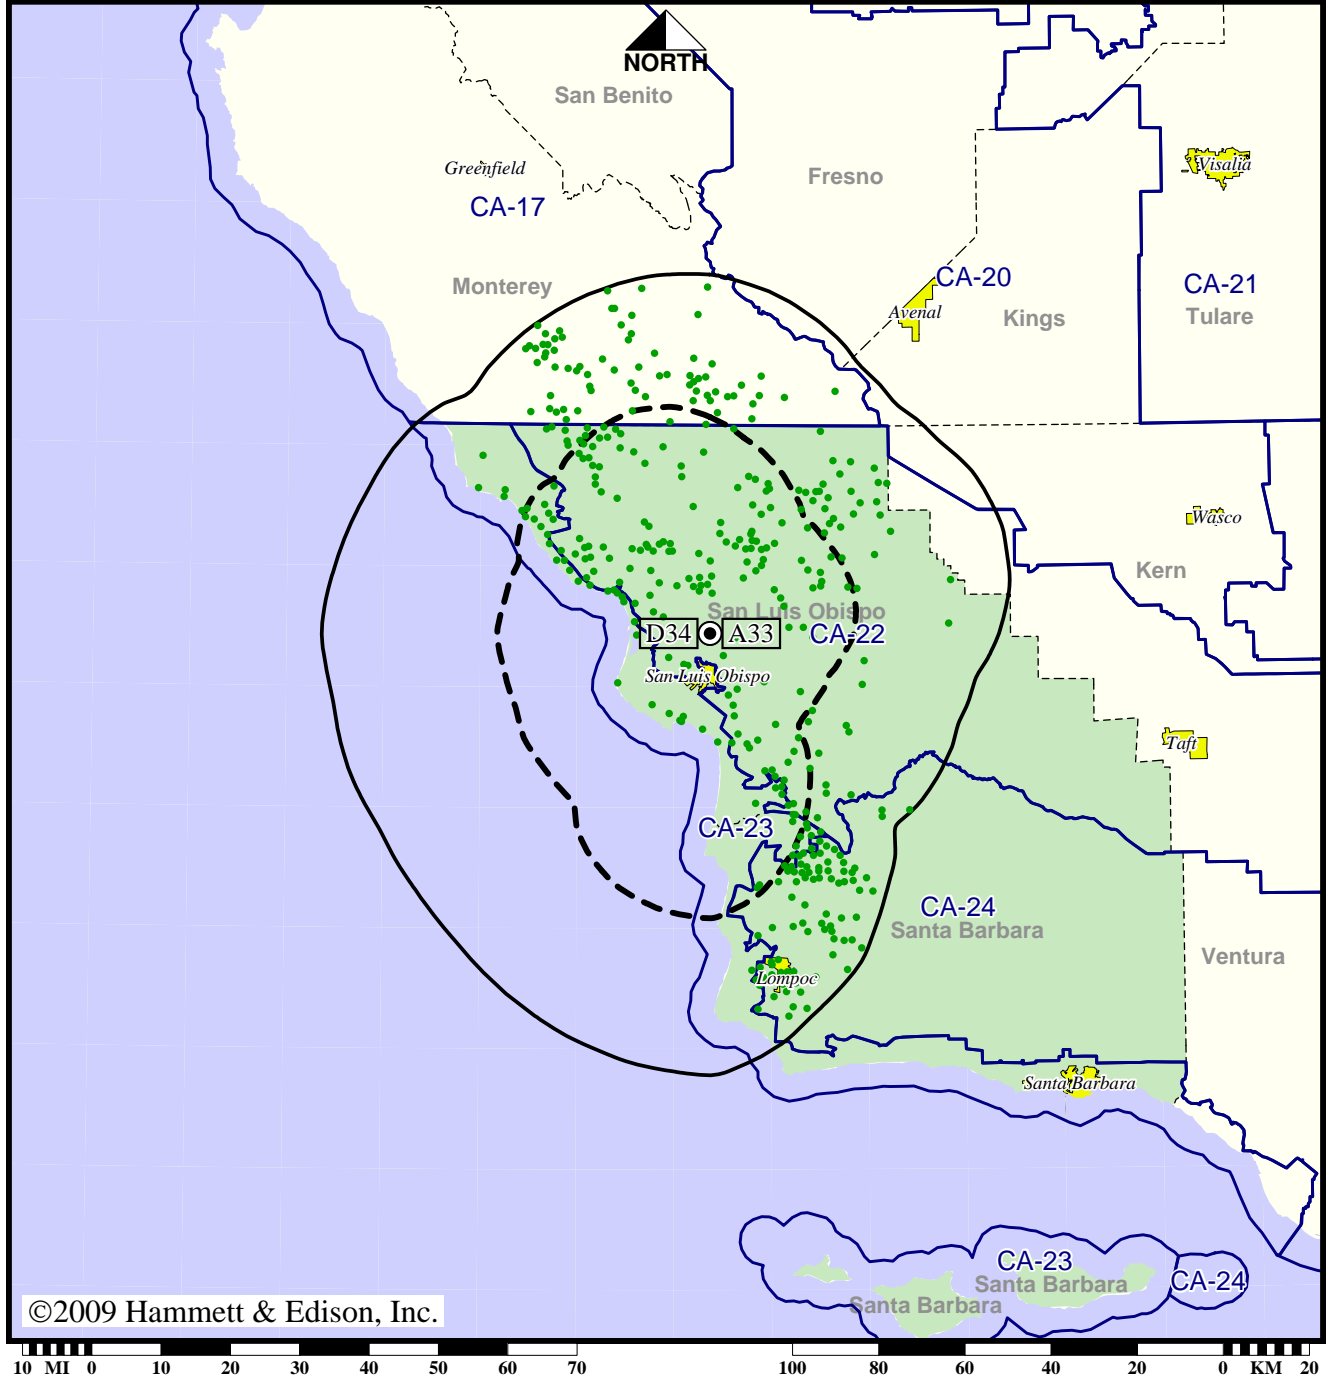 NORTH
San Benito
Greenfield
Fresno
Visalia
CA-17
Monterey
CA-20
CA-21
Avenal
Kings
Tulare
Wasco
Kern
San Luis Obispo
D34
A33
CA-22
San Luis Obispo
Taft
CA-23
CA-24
Santa Barbara
Ventura
Lompoc
Santa Barbara
CA-23
Santa Barbara
CA-24
Santa Barbara
©2009 Hammett & Edison, Inc.
10 MI 0 10 20 30 40 50 60 70 100 80 60 40 20 0 KM 20